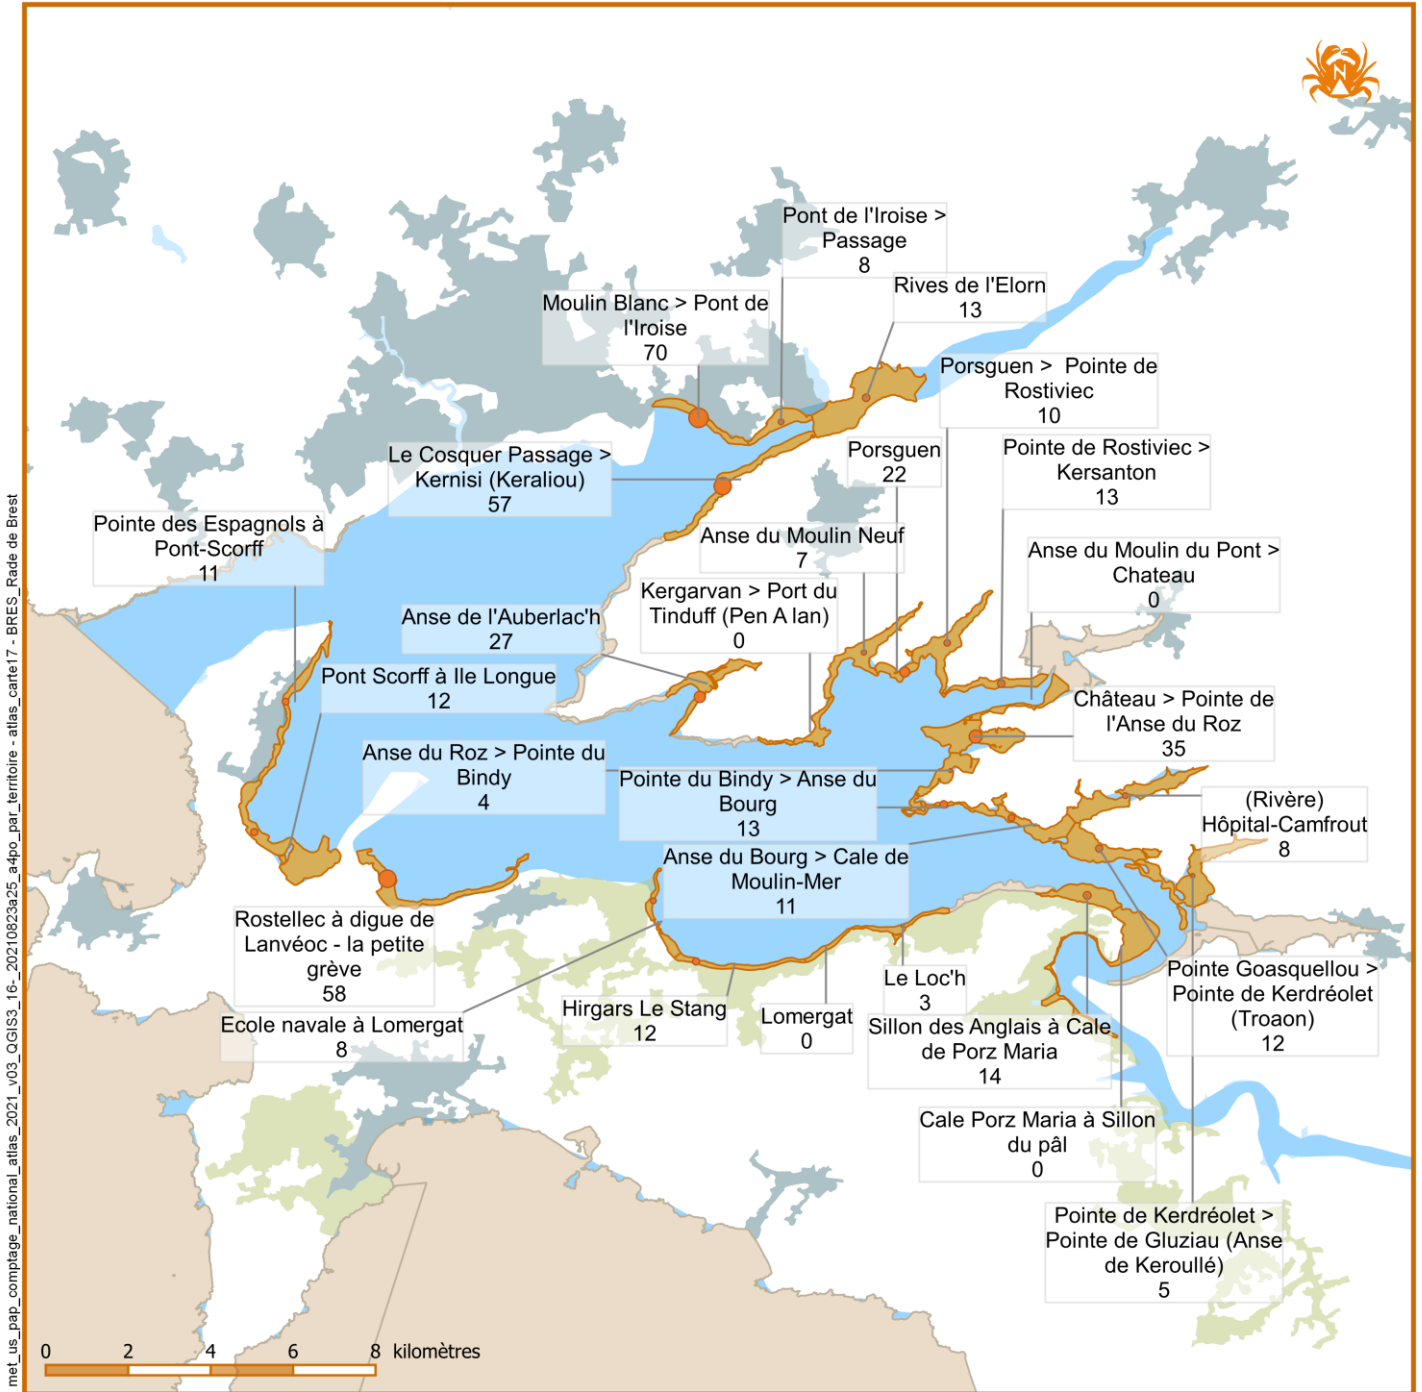 N
Pont de l'Iroise >
Passage
8
Rives de l'Elorn
13
Moulin Blanc > Pont de
l'Iroise
70
Porsguen > Pointe de
Rostiviec
10
Le Cosquer Passage >
Kernisi (Keraliou)
57
Porsguen
22
Pointe de Rostiviec >
Kersanton
13
Pointe des Espagnols à
Pont-Scorff
11
Anse du Moulin Neuf
7
Anse du Moulin du Pont >
Chateau
0
Kergarvan > Port du
Tinduff (Pen A lan)
0
Anse de l'Auberlac'h
27
Pont Scorff à Ile Longue
12
Château > Pointe de
l'Anse du Roz
35
Anse du Roz > Pointe du
Bindy
4
Pointe du Bindy > Anse du
Bourg
13
(Rivère)
Hôpital-Camfrout
8
Anse du Bourg > Cale de
Moulin-Mer
11
Rostellec à digue de
Lanvéoc - la petite
grève
58
Ecole navale à Lomergat
8
Hirgars Le Stang
12
Lomergat
0
Le Loc'h
3
Sillon des Anglais à Cale
de Porz Maria
14
Pointe Goasquellou >
Pointe de Kerdréolet
(Troaon)
12
Cale Porz Maria à Sillon
du pâl
0
Pointe de Kerdréolet >
Pointe de Gluziau (Anse
de Keroullé)
5
0 2 4 6 8 kilomètres
met_us_pap_comptage_national_atlas_2021_v03_QGIS3_16-_20210823a25_a4po_par_territoire - atlas_carte17 - BRES_Rade de Brest